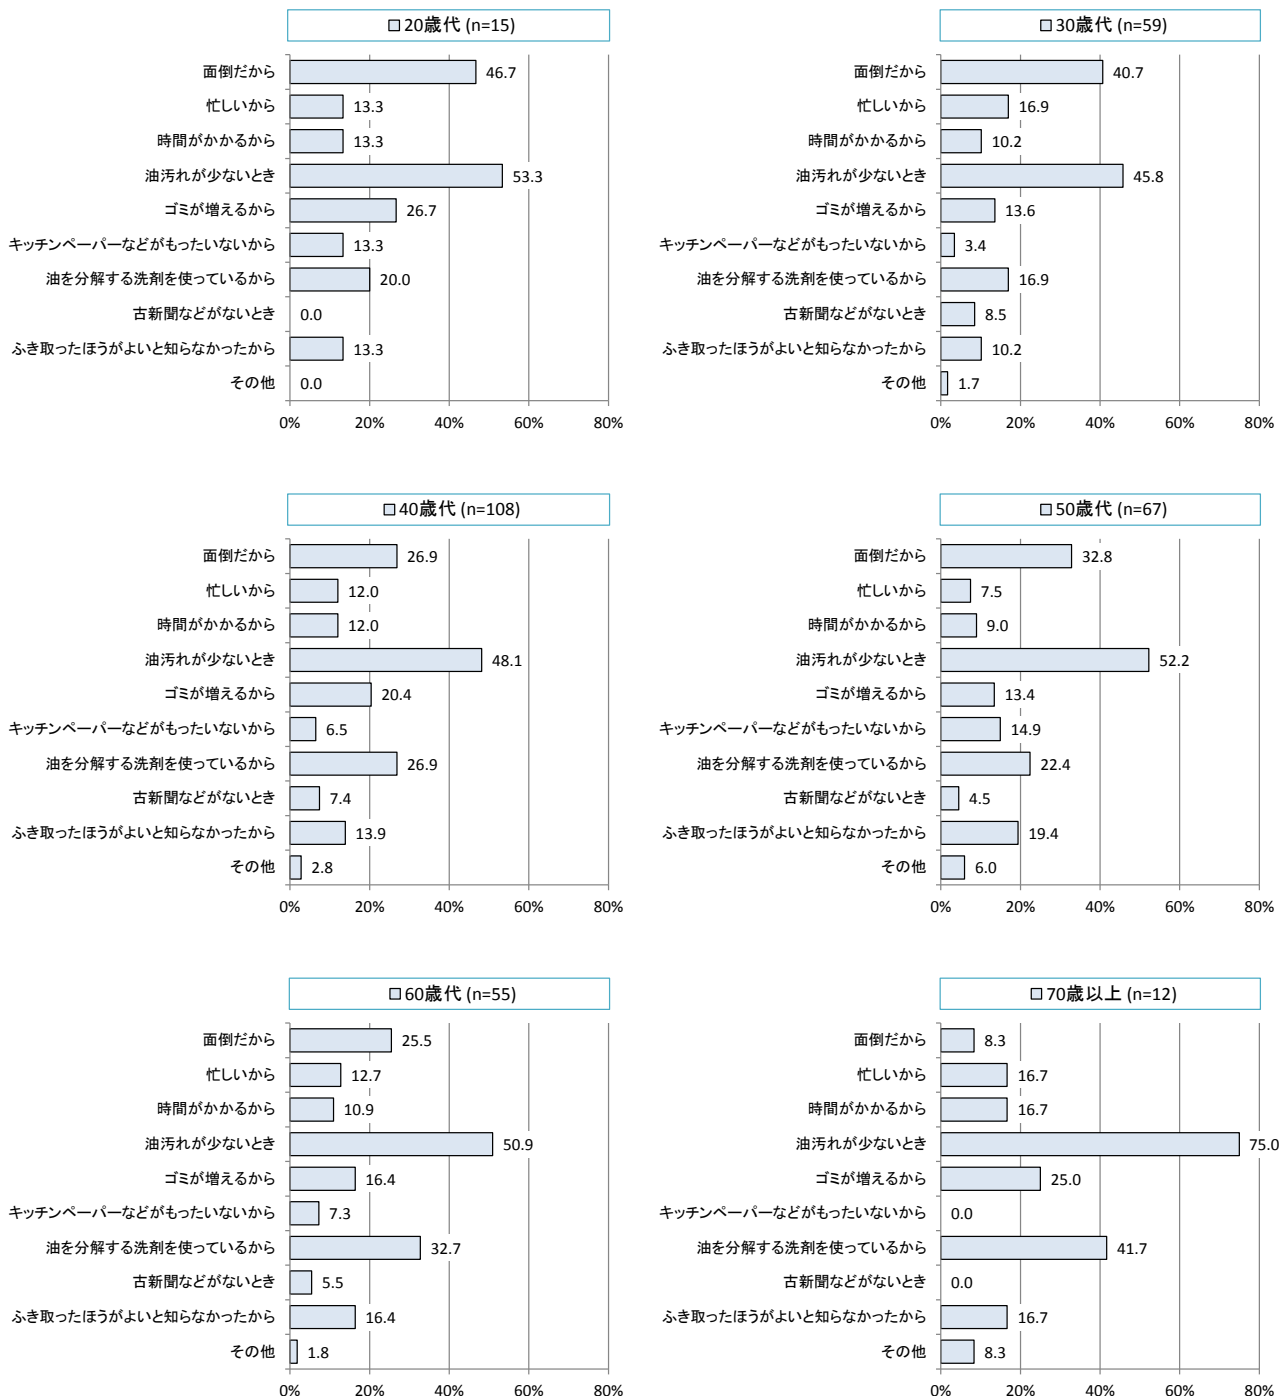 20歳代 (n=15)
面倒だから 46.7
忙しいから 13.3
時間がかかるから 13.3
油汚れが少ないとき 53.3
ゴミが増えるから 26.7
キッチンペーパーなどがもったいないから 13.3
油を分解する洗剤を使っているから 20.0
古新聞などがないとき 0.0
ふき取ったほうがよいと知らなかったから 13.3
その他 0.0
0% 20% 40% 60% 80%
30歳代 (n=59)
面倒だから 40.7
忙しいから 16.9
時間がかかるから 10.2
油汚れが少ないとき 45.8
ゴミが増えるから 13.6
キッチンペーパーなどがもったいないから 3.4
油を分解する洗剤を使っているから 16.9
古新聞などがないとき 8.5
ふき取ったほうがよいと知らなかったから 10.2
その他 1.7
0% 20% 40% 60% 80%
40歳代 (n=108)
面倒だから 26.9
忙しいから 12.0
時間がかかるから 12.0
油汚れが少ないとき 48.1
ゴミが増えるから 20.4
キッチンペーパーなどがもったいないから 6.5
油を分解する洗剤を使っているから 26.9
古新聞などがないとき 7.4
ふき取ったほうがよいと知らなかったから 13.9
その他 2.8
0% 20% 40% 60% 80%
50歳代 (n=67)
面倒だから 32.8
忙しいから 7.5
時間がかかるから 9.0
油汚れが少ないとき 52.2
ゴミが増えるから 13.4
キッチンペーパーなどがもったいないから 14.9
油を分解する洗剤を使っているから 22.4
古新聞などがないとき 4.5
ふき取ったほうがよいと知らなかったから 19.4
その他 6.0
0% 20% 40% 60% 80%
60歳代 (n=55)
面倒だから 25.5
忙しいから 12.7
時間がかかるから 10.9
油汚れが少ないとき 50.9
ゴミが増えるから 16.4
キッチンペーパーなどがもったいないから 7.3
油を分解する洗剤を使っているから 32.7
古新聞などがないとき 5.5
ふき取ったほうがよいと知らなかったから 16.4
その他 1.8
0% 20% 40% 60% 80%
70歳以上 (n=12)
面倒だから 8.3
忙しいから 16.7
時間がかかるから 16.7
油汚れが少ないとき 75.0
ゴミが増えるから 25.0
キッチンペーパーなどがもったいないから 0.0
油を分解する洗剤を使っているから 41.7
古新聞などがないとき 0.0
ふき取ったほうがよいと知らなかったから 16.7
その他 8.3
0% 20% 40% 60% 80%